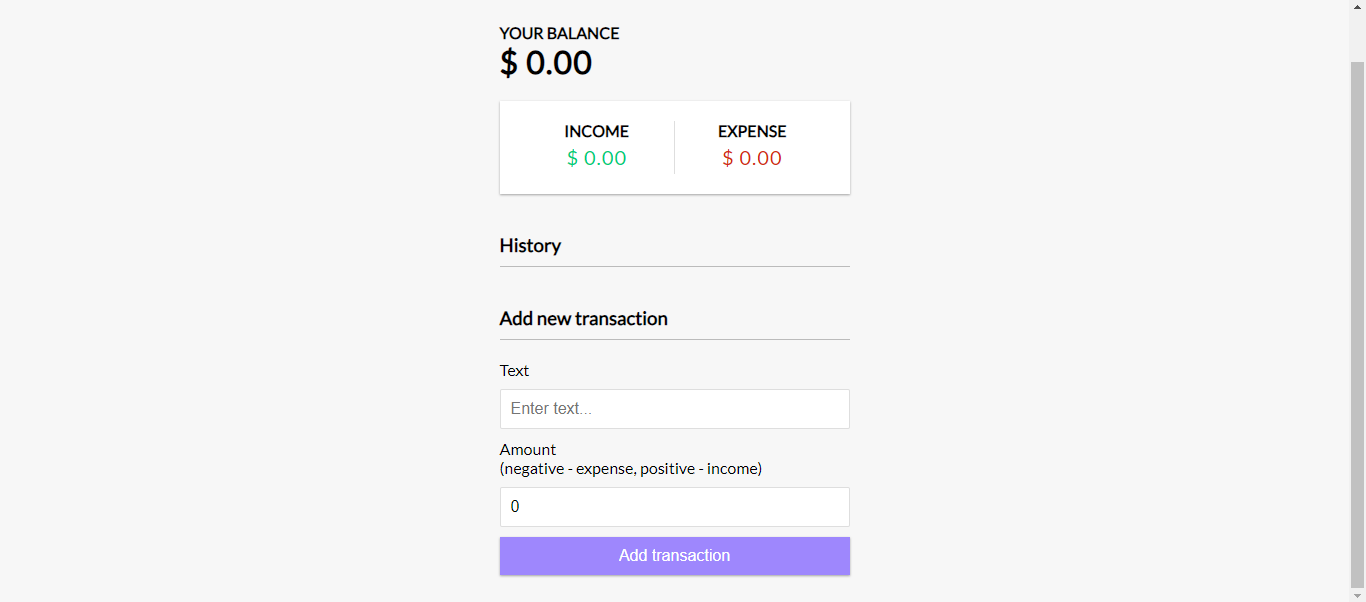 YOUR BALANCE
$ 0.00
INCOME
EXPENSE
$ 0.00
$ 0.00
History
Add new transaction
Text
Enter text...
Amount
(negative - expense, positive - income)
0
Add transaction